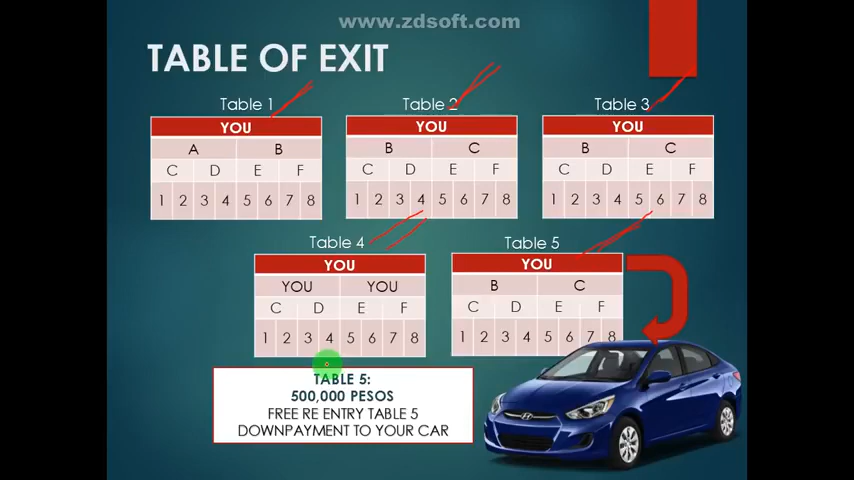 www.zdsoft.com
TABLE OF EXIT
Table 1
YOU
A B
C D E F
1 2 3 4 5 6 7 8
Table 2
YOU
B C
C D E F
1 2 3 4 5 6 7 8
Table 3
YOU
B C
C D E F
1 2 3 4 5 6 7 8
Table 4
YOU
YOU YOU
C D E F
1 2 3 4 5 6 7 8
Table 5
YOU
B C
C D E F
1 2 3 4 5 6 7 8
TABLE 5:
500,000 PESOS
FREE RE ENTRY TABLE 5
DOWNPAYMENT TO YOUR CAR